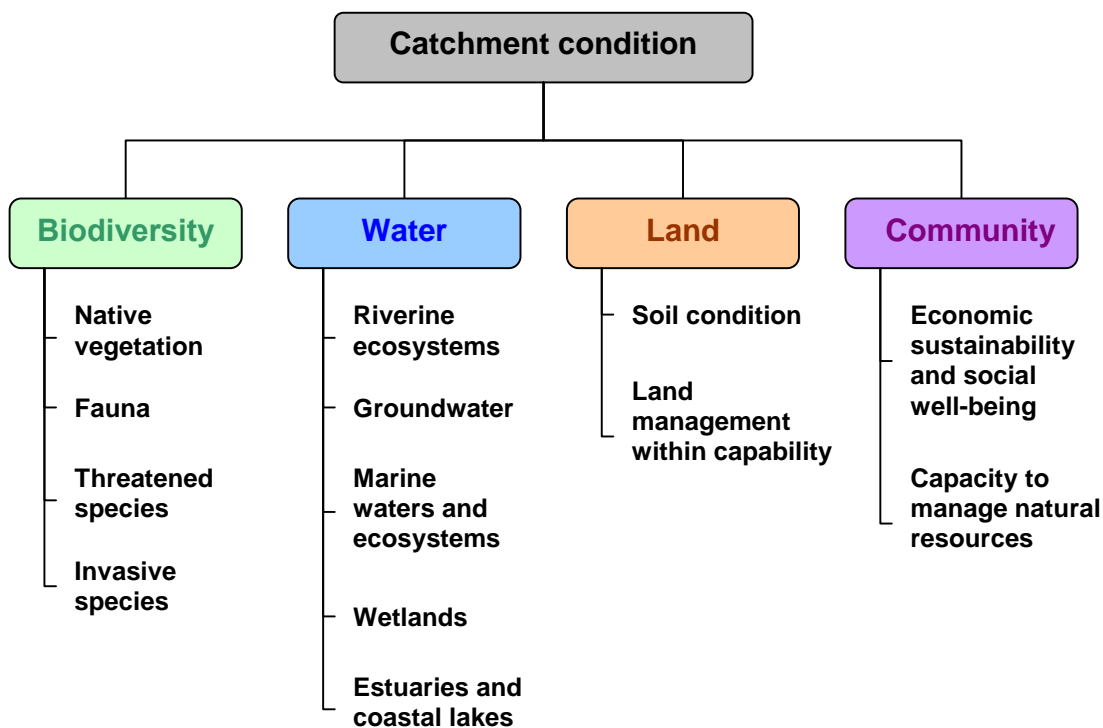 Catchment condition
Biodiversity
Native
vegetation
Fauna
Threatened
species
Invasive
species
Water
Riverine
ecosystems
Groundwater
Marine
waters and
ecosystems
Wetlands
Estuaries and
coastal lakes
Land
Soil condition
Land
management
within capability
Community
Economic
sustainability
and social
well-being
Capacity to
manage natural
resources